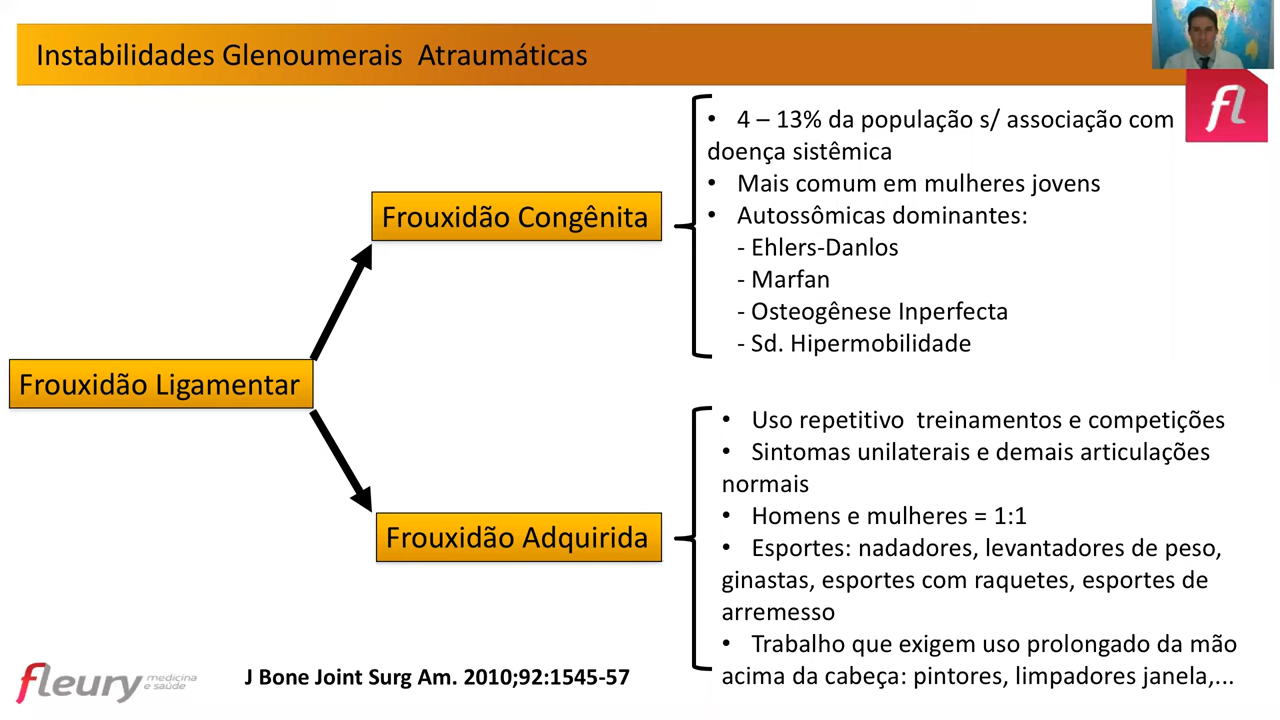 Instabilidades Glenoumerais Atraumáticas
fl
• 4 – 13% da população s/ associação com
doença sistêmica
• Mais comum em mulheres jovens
• Autossômicas dominantes:
- Ehlers-Danlos
- Marfan
- Osteogênese Inperfecta
- Sd. Hipermobilidade
Frouxidão Congênita
Frouxidão Ligamentar
Frouxidão Adquirida
• Uso repetitivo treinamentos e competições
• Sintomas unilaterais e demais articulações
normais
• Homens e mulheres = 1:1
• Esportes: nadadores, levantadores de peso,
ginastas, esportes com raquetes, esportes de
arremesso
• Trabalho que exigem uso prolongado da mão
acima da cabeça: pintores, limpadores janela,...
fleury medicina
e saúde
J Bone Joint Surg Am. 2010;92:1545-57